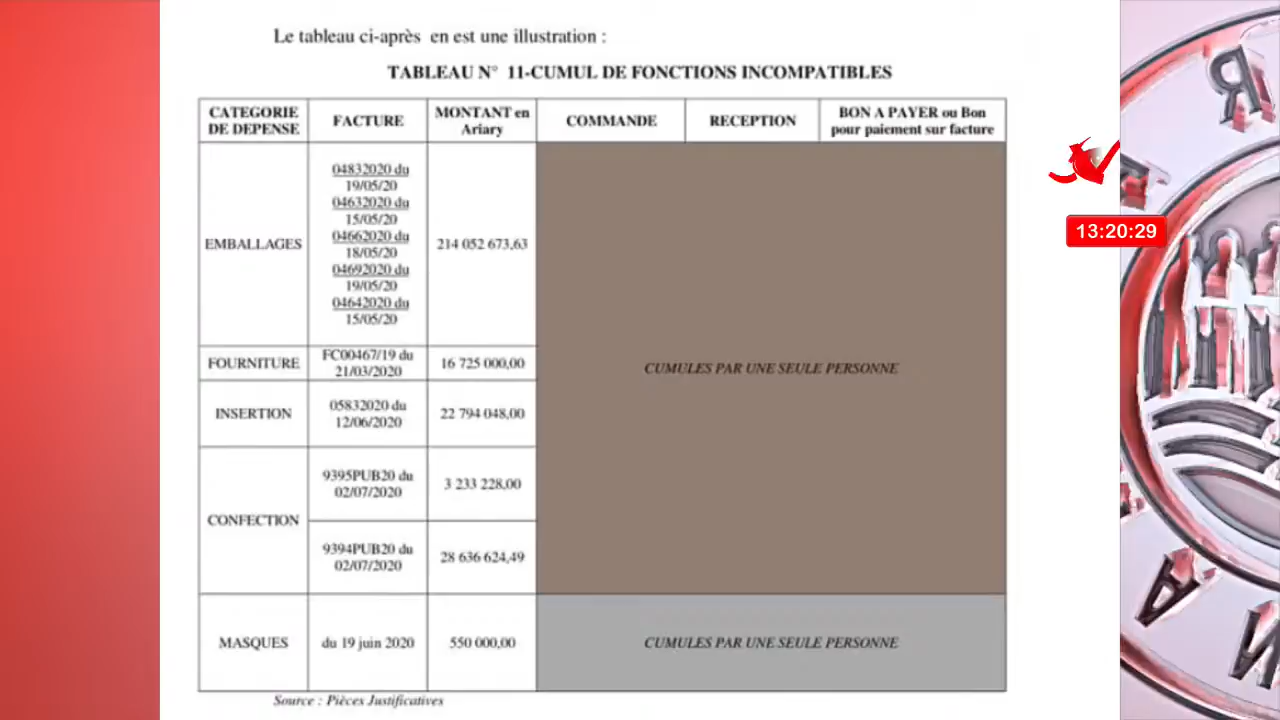 Le tableau ci-après en est une illustration :
TABLEAU N° 11-CUMUL DE FONCTIONS INCOMPATIBLES
CATEGORIE
DE DEPENSE
FACTURE
MONTANT en
Ariary
COMMANDE
RECEPTION
BON A PAYER ou Bon
pour paiement sur facture
EMBALLAGES
04832020 du
19/05/20
04632020 du
15/05/20
04662020 du
18/05/20
04692020 du
19/05/20
04642020 du
15/05/20
214 052 673,63
CUMULES PAR UNE SEULE PERSONNE
FOURNITURE
FC00467/19 du
21/03/2020
16 725 000,00
INSERTION
05832020 du
12/06/2020
22 794 048,00
CONFECTION
9395PUB20 du
02/07/2020
3 233 228,00
9394PUB20 du
02/07/2020
28 636 624,49
MASQUES
du 19 juin 2020
550 000,00
CUMULES PAR UNE SEULE PERSONNE
Source : Pièces Justificatives
13:20:29